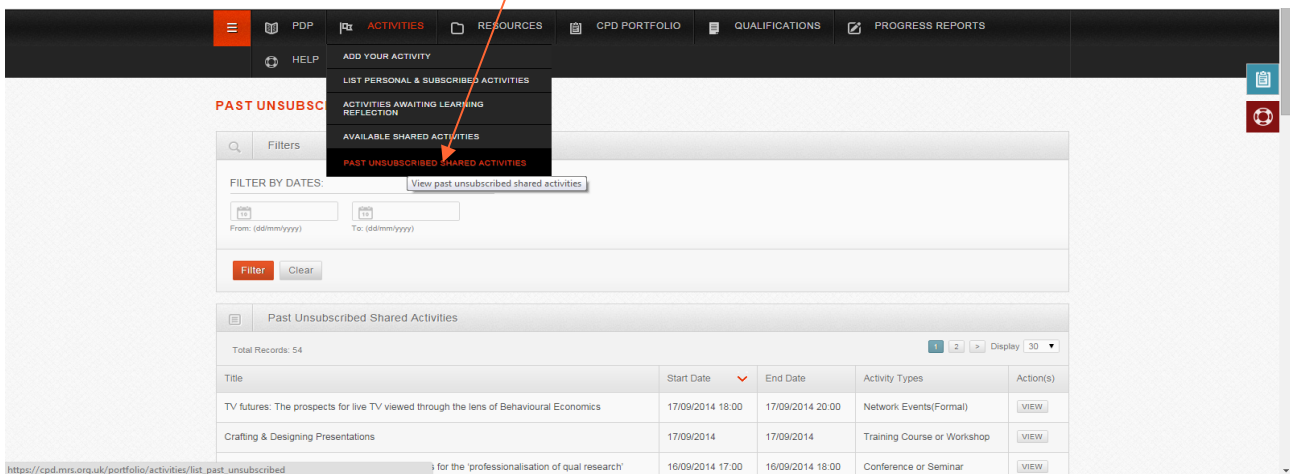 PDP ACTIVITIES RESOURCES CPD PORTFOLIO QUALIFICATIONS PROGRESS REPORTS
HELP
ADD YOUR ACTIVITY
LIST PERSONAL & SUBSCRIBED ACTIVITIES
ACTIVITIES AWAITING LEARNING
REFLECTION
AVAILABLE SHARED ACTIVITIES
PAST UNSUBSCRIBED SHARED ACTIVITIES
View past unsubscribed shared activities
PAST UNSUBSC
Filters
FILTER BY DATES:
From: (dd/mm/yyyy) To: (dd/mm/yyyy)
Filter Clear
Past Unsubscribed Shared Activities
Total Records: 54 1 2 > Display 30
Title Start Date End Date Activity Types Action(s)
TV futures: The prospects for live TV viewed through the lens of Behavioural Economics 17/09/2014 18:00 17/09/2014 20:00 Network Events(Formal) VIEW
Crafting & Designing Presentations 17/09/2014 17/09/2014 Training Course or Workshop VIEW
for the 'professionalisation of qual research' 16/09/2014 17:00 16/09/2014 18:00 Conference or Seminar VIEW
https://cpd.mrs.org.uk/portfolio/activities/list_past_unsubscribed